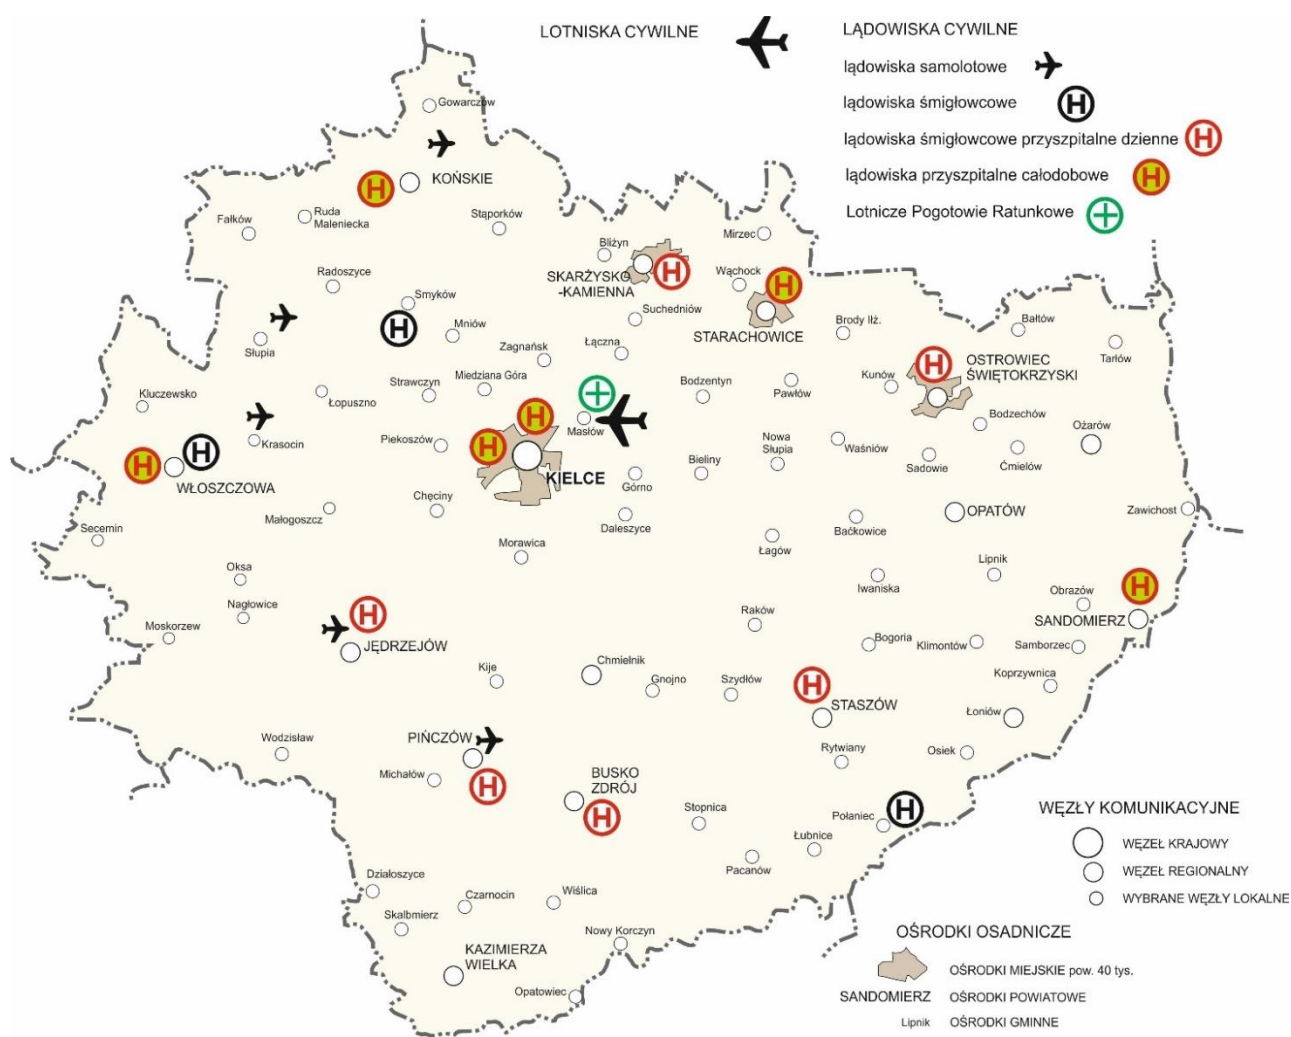 LOTNISKA CYWILNE
LĄDOWISKA CYWILNE
lądowiska samolotowe
lądowiska śmigłowcowe
H
lądowiska śmigłowcowe przyszpitalne dzienne
H
lądowiska przyszpitalne całodobowe
H
Lotnicze Pogotowie Ratunkowe
Gowarczów
KOŃSKIE
H
Ruda
Maleniecka
Fałków
Stąporków
Mirzec
Bliżyn
SKARŻYSKO
-KAMIENNA
H
Wąchock
H
Radoszyce
Smyków
H
Suchedniów
STARACHOWICE
Mniów
Brody Iłż.
Bałtów
Tarłów
Słupia
Zagnańsk
Łączna
H
OSTROWIEC
ŚWIĘTOKRZYSKI
Kluczewsko
Łopuszno
Strawczyn
Miedziana Góra
Bodzentyn
Pawłów
Kunów
Bodzechów
Ożarów
Krasocin
Piekoszów
H
H
Masłów
Nowa
Słupia
Waśniów
Sadowie
Ćmielów
H
H
WŁOSZCZOWA
KIELCE
Górno
Bieliny
Małogoszcz
Chęciny
Daleszyce
OPATÓW
Zawichost
Secemin
Morawica
Łagów
Baćkowice
Lipnik
Oksa
Iwaniska
H
Obrazów
SANDOMIERZ
Nagłowice
H
Raków
Moskorzew
JĘDRZEJÓW
Bogoria
Klimontów
Samborzec
Kije
Chmielnik
Gnojno
Szydłów
H
STASZÓW
Koprzywnica
Łoniów
Wodzisław
PIŃCZÓW
Rytwiany
Osiek
Michałów
H
BUSKO
ZDRÓJ
H
Stopnica
Połaniec
H
Łubnice
Pacanów
WĘZŁY KOMUNIKACYJNE
WĘZEŁ KRAJOWY
WĘZEŁ REGIONALNY
WYBRANE WĘZŁY LOKALNE
Działoszyce
Czarnocin
Wiślica
Skalbmierz
Nowy Korczyn
KAZIMIERZA
WIELKA
Opatowiec
OŚRODKI OSADNICZE
OŚRODKI MIEJSKIE pow. 40 tys.
SANDOMIERZ OŚRODKI POWIATOWE
Lipnik OŚRODKI GMINNE